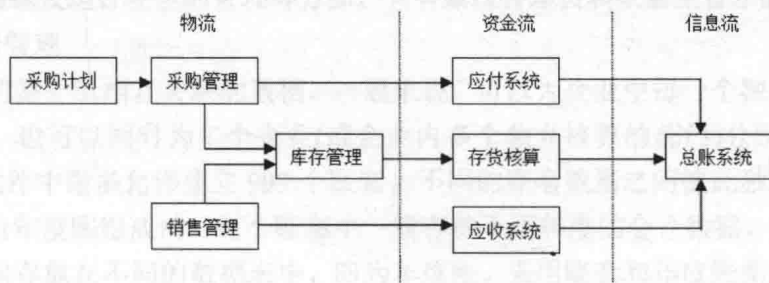 物流
资金流
信息流
采购计划
采购管理
应付系统
库存管理
存货核算
总账系统
销售管理
应收系统